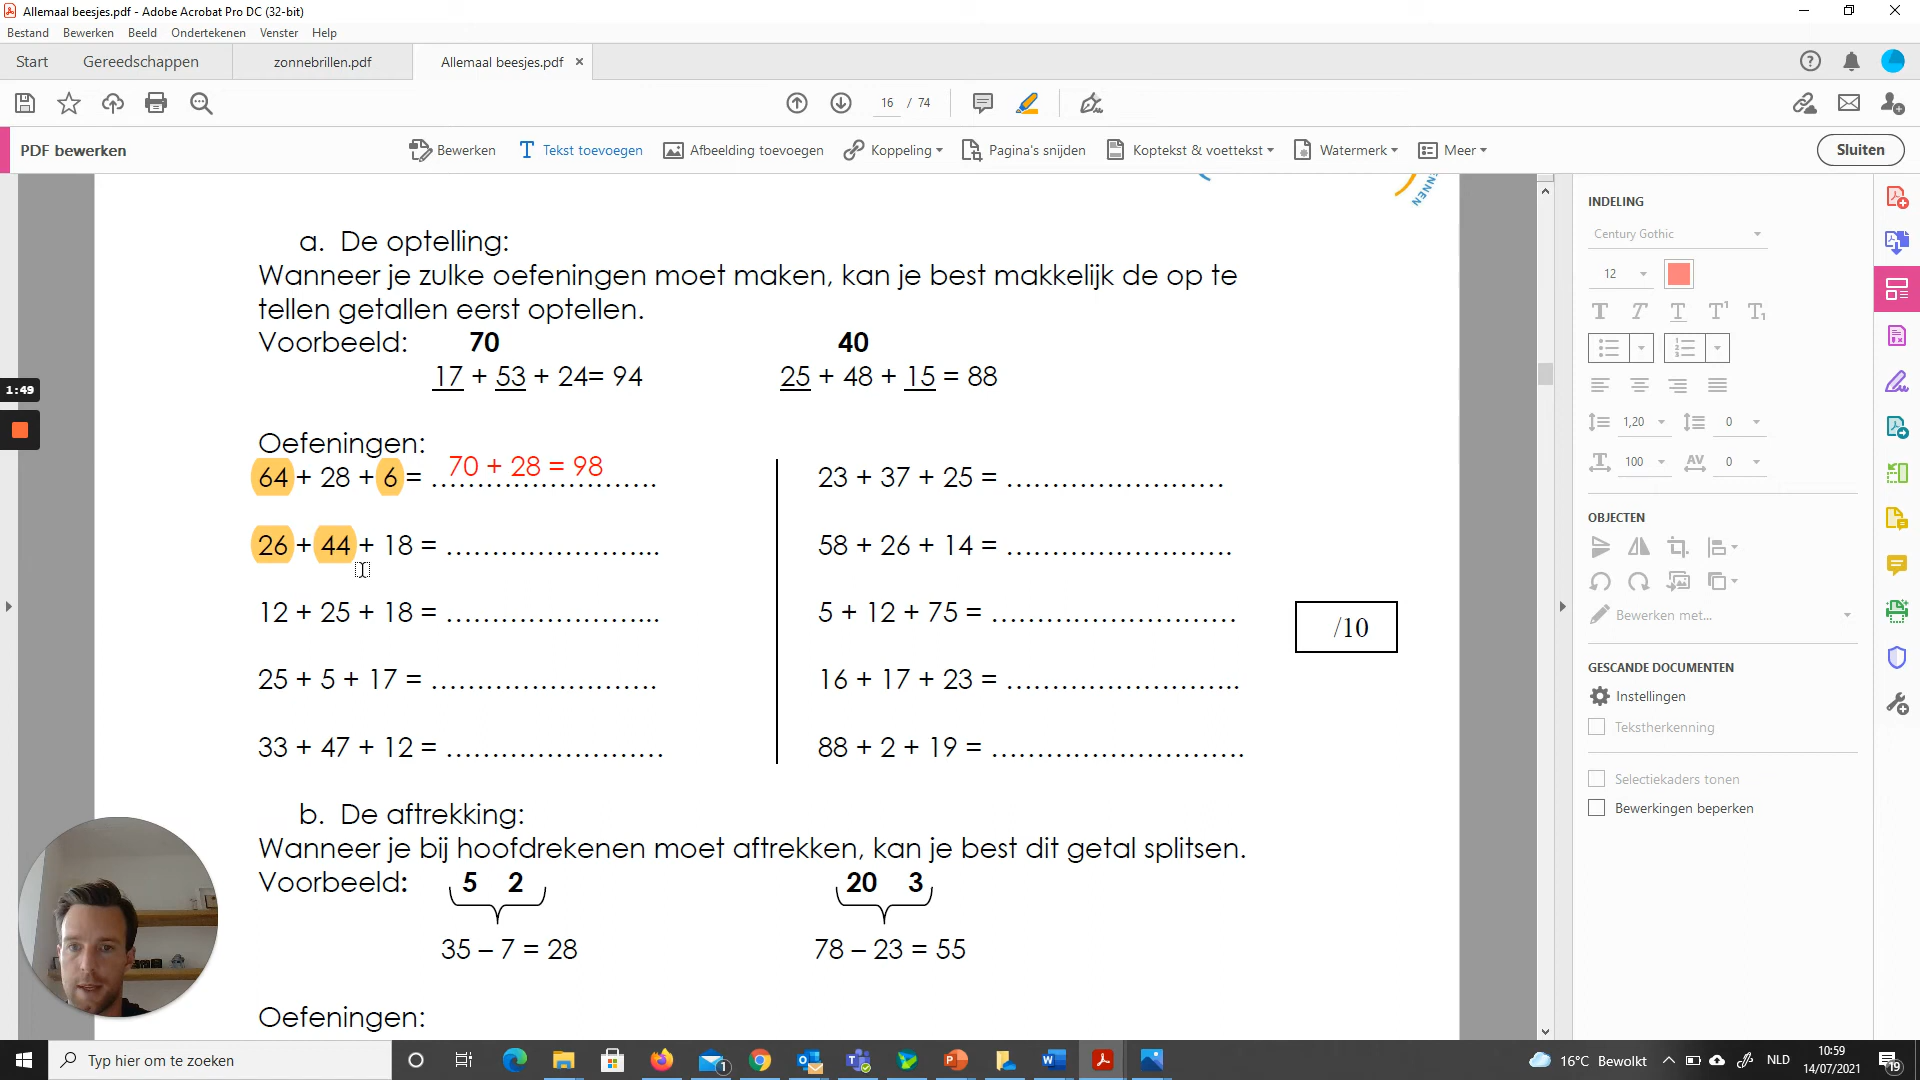 Allemaal beesjes.pdf - Adobe Acrobat Pro DC (32-bit)
Bestand Bewerken Beeld Ondertekenen Venster Help
Start Gereedschappen zonnebrillen.pdf Allemaal beesjes.pdf
16 / 74
PDF bewerken Bewerken Tekst toevoegen Afbeelding toevoegen Koppeling Pagina's snijden Koptekst & voettekst Watermerk Meer Sluiten
ENNEN
a. De optelling:
Wanneer je zulke oefeningen moet maken, kan je best makkelijk de op te
tellen getallen eerst optellen.
Voorbeeld: 70 40
17 + 53 + 24= 94 25 + 48 + 15 = 88
1:49
Oefeningen:
70 + 28 = 98
64 + 28 + 6 = ……………………. 23 + 37 + 25 = ……………………
26 + 44 + 18 = …………………... 58 + 26 + 14 = …………………….
12 + 25 + 18 = …………………... 5 + 12 + 75 = ………………………
/10
25 + 5 + 17 = ……………………. 16 + 17 + 23 = ……………………..
33 + 47 + 12 = …………………… 88 + 2 + 19 = ……………………….
b. De aftrekking:
Wanneer je bij hoofdrekenen moet aftrekken, kan je best dit getal splitsen.
Voorbeeld: 5 2 20 3
35 – 7 = 28 78 – 23 = 55
Oefeningen:
INDELING
Century Gothic
12
1,20 0
100 0
OBJECTEN
Bewerken met...
GESCANDE DOCUMENTEN
Instellingen
Tekstherkenning
Selectiekaders tonen
Bewerkingen beperken
Typ hier om te zoeken
1
16°C Bewolkt NLD 10:59
14/07/2021
19